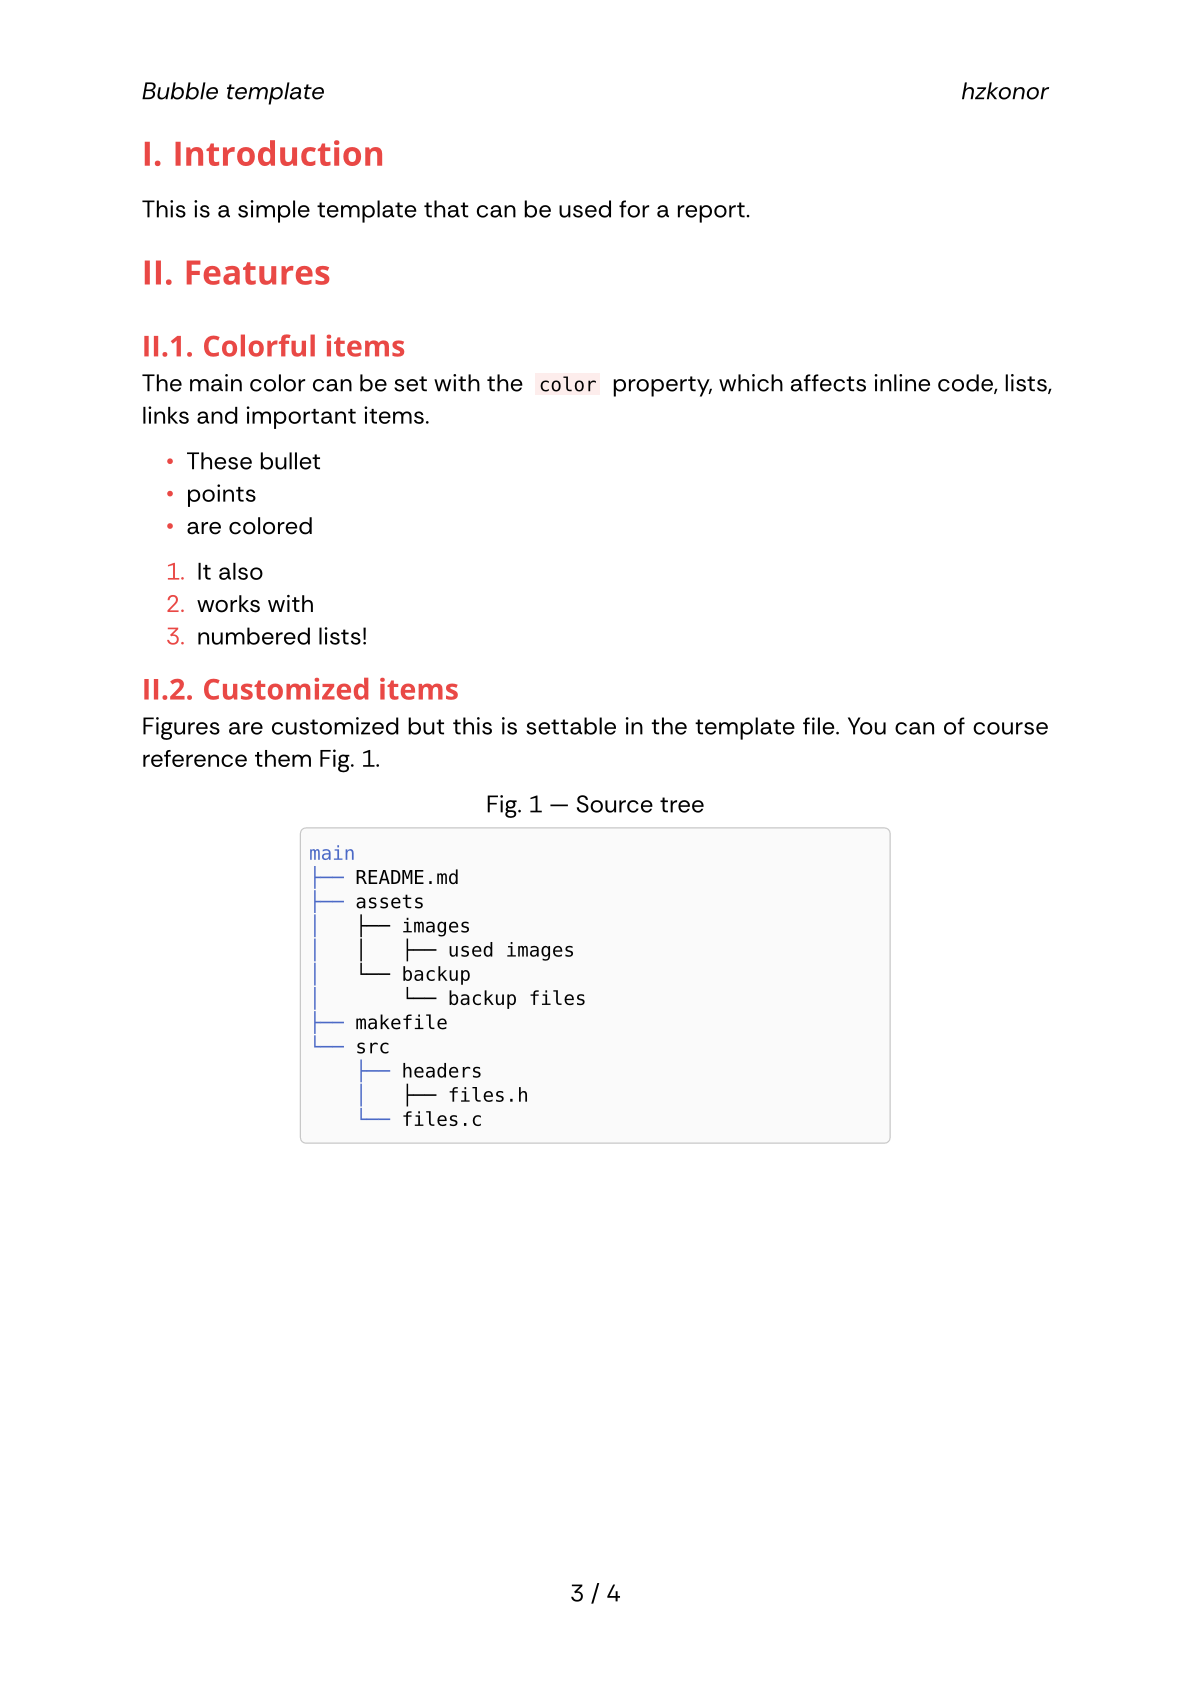 Bubble template hzkonor
I. Introduction
This is a simple template that can be used for a report.
II. Features
II.1. Colorful items
The main color can be set with the color property, which affects inline code, lists,
links and important items.
• These bullet
• points
• are colored
1. It also
2. works with
3. numbered lists!
II.2. Customized items
Figures are customized but this is settable in the template file. You can of course
reference them Fig. 1.
Fig. 1 — Source tree
main
├── README.md
├── assets
│   ├── images
│   │   ├── used images
│   └── backup
│       └── backup files
├── makefile
└── src
    ├── headers
    │   ├── files.h
    └── files.c
3 / 4